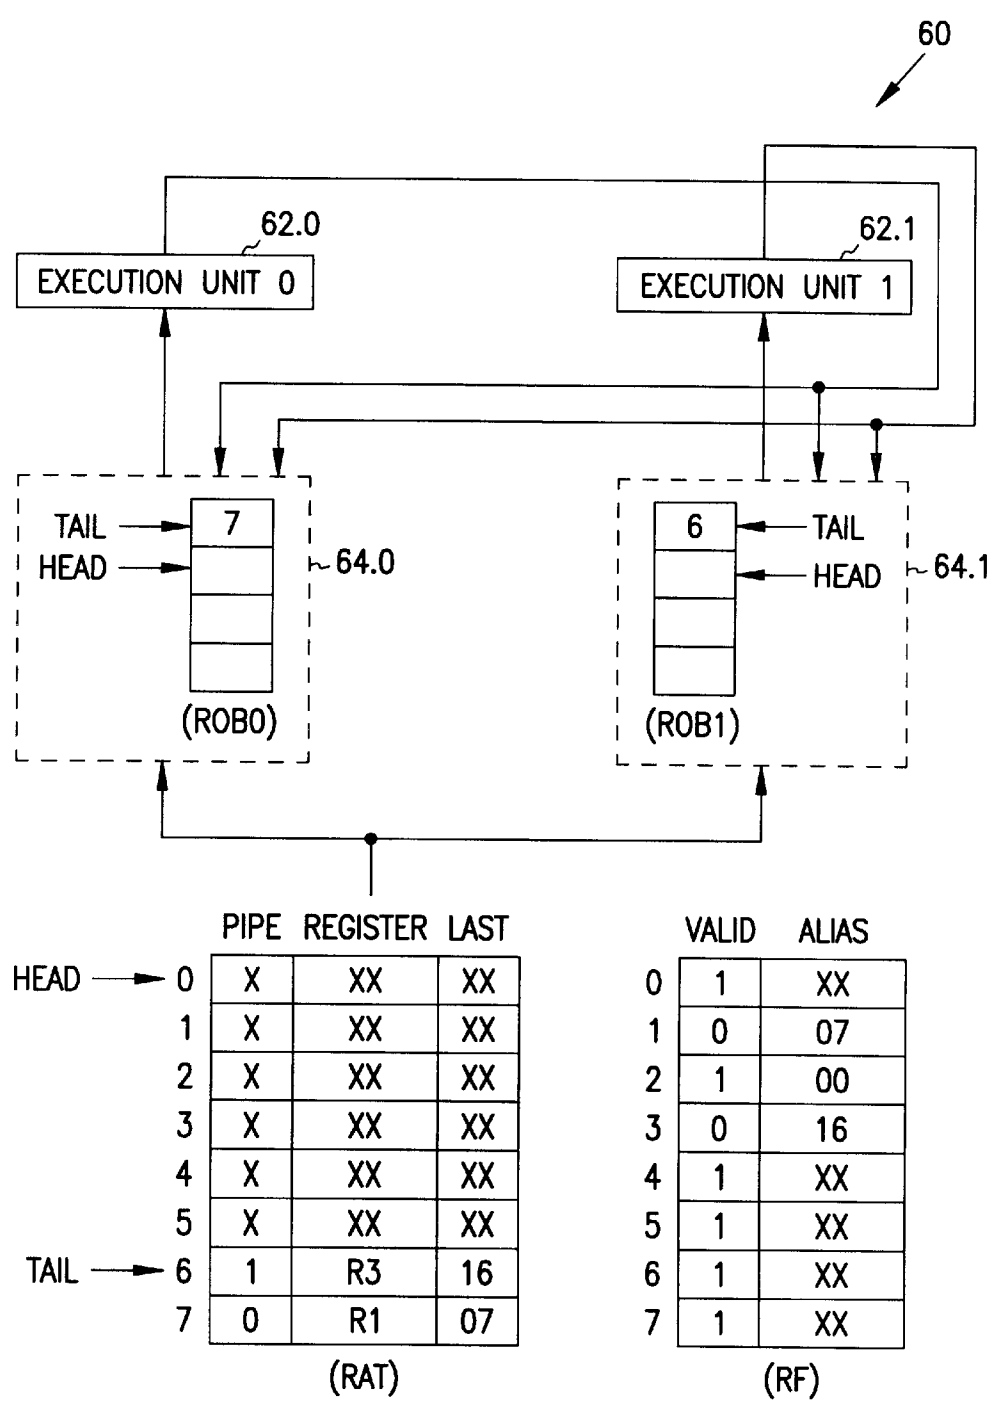 60
62.0
EXECUTION UNIT 0
62.1
EXECUTION UNIT 1
TAIL 7
HEAD
64.0
(ROB0)
6 TAIL
HEAD
64.1
(ROB1)
PIPE REGISTER LAST
HEAD 0 X XX XX
1 X XX XX
2 X XX XX
3 X XX XX
4 X XX XX
5 X XX XX
TAIL 6 1 R3 16
7 0 R1 07
(RAT)
VALID ALIAS
0 1 XX
1 0 07
2 1 00
3 0 16
4 1 XX
5 1 XX
6 1 XX
7 1 XX
(RF)